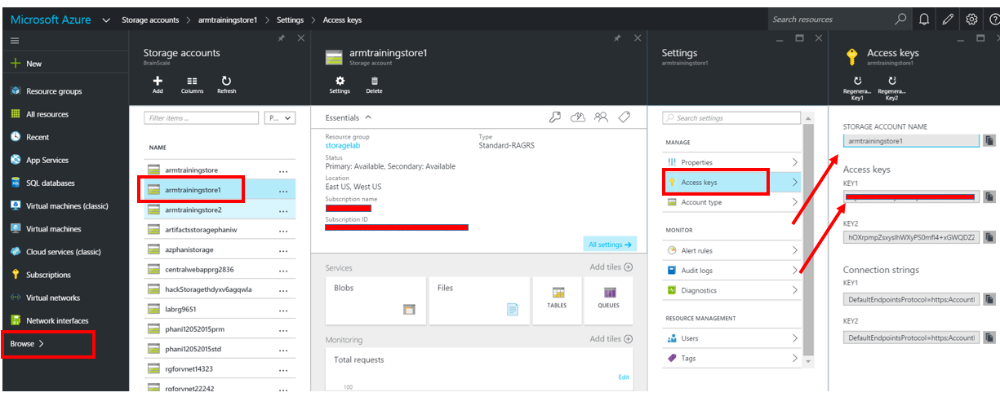 Microsoft Azure Storage accounts > armtrainingstore1 > Settings > Access keys Search resources
New
Resource groups
All resources
Recent
App Services
SQL databases
Virtual machines (classic)
Virtual machines
Cloud services (classic)
Subscriptions
Virtual networks
Network interfaces
Browse >
Storage accounts
BrainScale
Add Columns Refresh
Filter items ... P...
NAME
armtrainingstore ...
armtrainingstore1 ...
armtrainingstore2 ...
artifactsstoragephaniw ...
azphanistorage ...
centralwebapprg2836 ...
hackStoragethdyxv6agqwla ...
labrg9651 ...
phani12052015prm ...
phani12052015std ...
rgforvnet14323 ...
rgforvnet22242 ...
armtrainingstore1
Storage account
Settings Delete
Essentials
Resource group Type
storagelab Standard-RAGRS
Status
Primary: Available, Secondary: Available
Location
East US, West US
Subscription name
Subscription ID
All settings →
Services Add tiles
Blobs Files TABLES QUEUES
Monitoring Add tiles
Total requests
Edit
100
Settings
armtrainingstore1
Search settings
MANAGE
Properties
Access keys
Account type
MONITOR
Alert rules
Audit logs
Diagnostics
RESOURCE MANAGEMENT
Users
Tags
Access keys
armtrainingstore1
Regenera... Regenera...
Key1 Key2
STORAGE ACCOUNT NAME
armtrainingstore1
Access keys
KEY1
KEY2
Connection strings
KEY1
DefaultEndpointsProtocol=https;Account
KEY2
DefaultEndpointsProtocol=https;Account